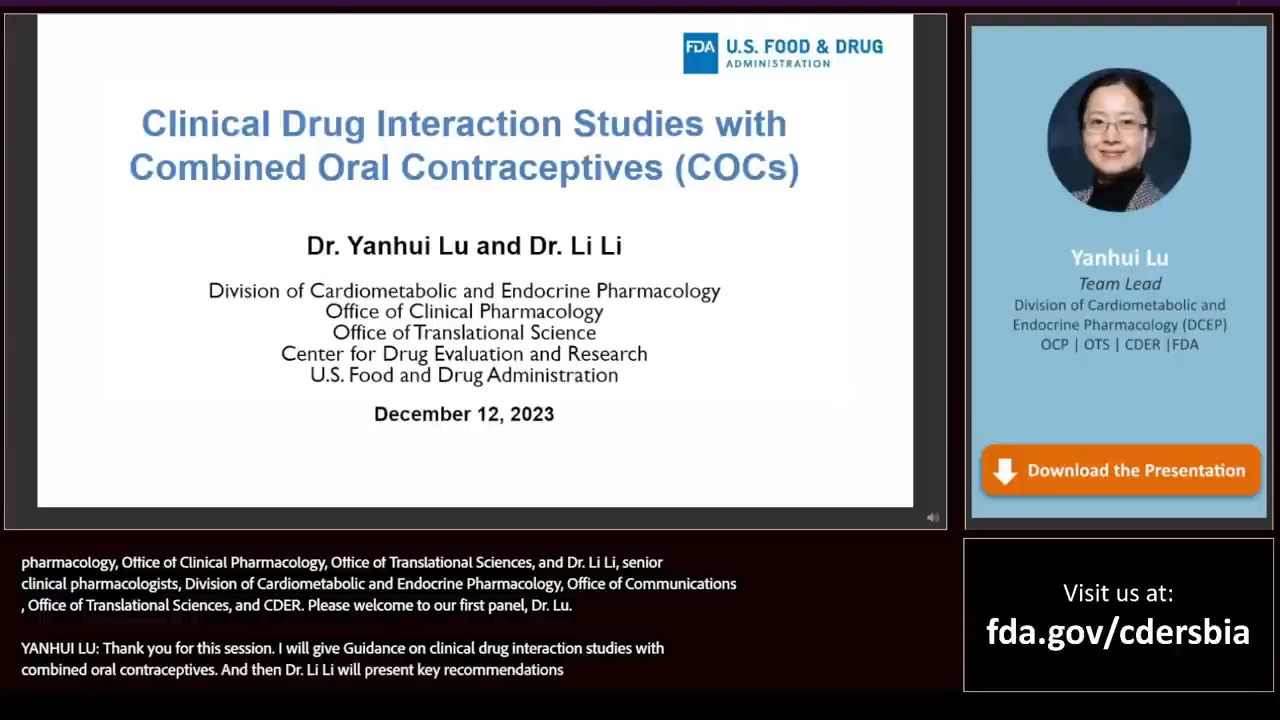 FDA U.S. FOOD & DRUG
ADMINISTRATION
Clinical Drug Interaction Studies with
Combined Oral Contraceptives (COCs)
Dr. Yanhui Lu and Dr. Li Li
Division of Cardiometabolic and Endocrine Pharmacology
Office of Clinical Pharmacology
Office of Translational Science
Center for Drug Evaluation and Research
U.S. Food and Drug Administration
December 12, 2023
Yanhui Lu
Team Lead
Division of Cardiometabolic and
Endocrine Pharmacology (DCEP)
OCP | OTS | CDER |FDA
Download the Presentation
pharmacology, Office of Clinical Pharmacology, Office of Translational Sciences, and Dr. Li Li, senior
clinical pharmacologists, Division of Cardiometabolic and Endocrine Pharmacology, Office of Communications
, Office of Translational Sciences, and CDER. Please welcome to our first panel, Dr. Lu.
YANHUI LU: Thank you for this session. I will give Guidance on clinical drug interaction studies with
combined oral contraceptives. And then Dr. Li Li will present key recommendations
Visit us at:
fda.gov/cdersbia